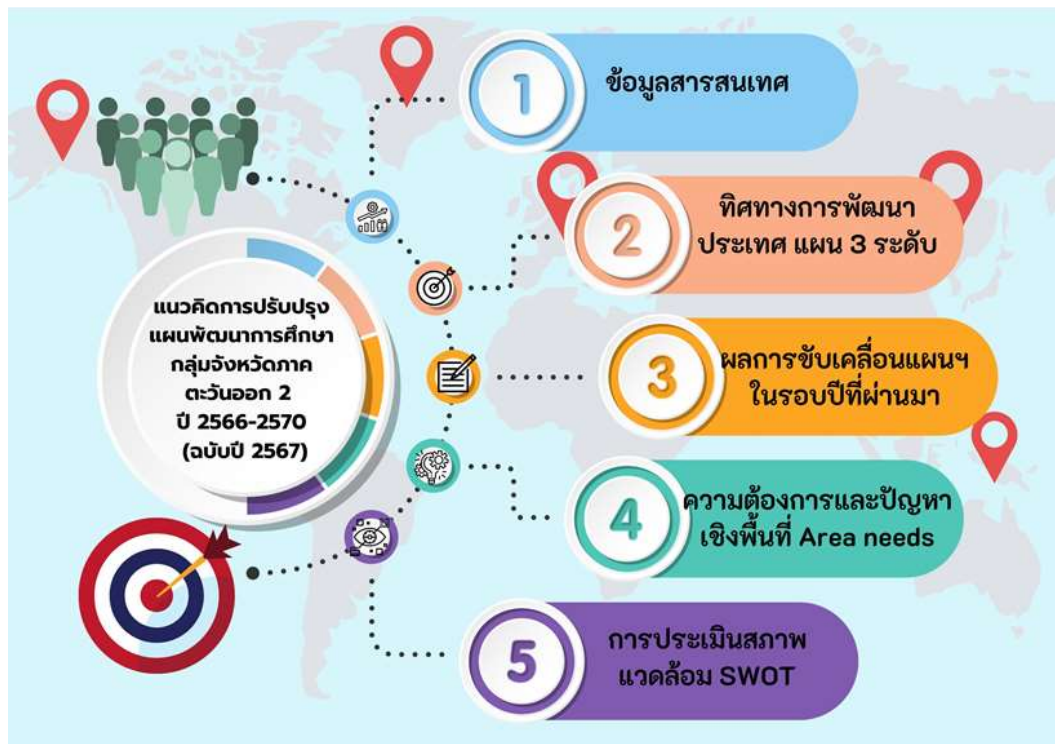 แนวคิดการปรับปรุง
แผนพัฒนาการศึกษา
กลุ่มจังหวัดภาค
ตะวันออก 2
ปี 2566-2570
(ฉบับปี 2567)
1
ข้อมูลสารสนเทศ
2
ทิศทางการพัฒนา
ประเทศ แผน 3 ระดับ
3
ผลการขับเคลื่อนแผนฯ
ในรอบปีที่ผ่านมา
4
ความต้องการและปัญหา
เชิงพื้นที่ Area needs
5
การประเมินสภาพ
แวดล้อม SWOT